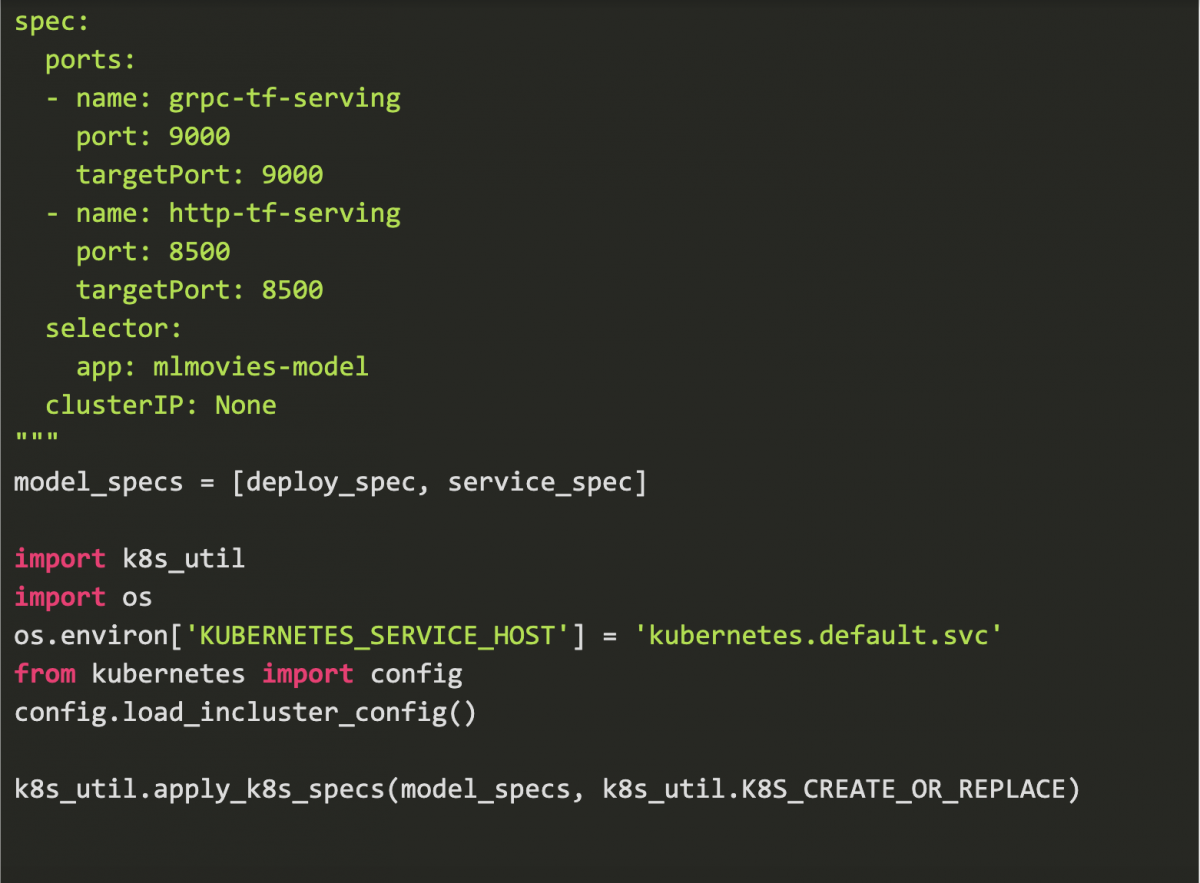 spec:
  ports:
  - name: grpc-tf-serving
    port: 9000
    targetPort: 9000
  - name: http-tf-serving
    port: 8500
    targetPort: 8500
  selector:
    app: mlmovies-model
  clusterIP: None
"""
model_specs = [deploy_spec, service_spec]

import k8s_util
import os
os.environ['KUBERNETES_SERVICE_HOST'] = 'kubernetes.default.svc'
from kubernetes import config
config.load_incluster_config()

k8s_util.apply_k8s_specs(model_specs, k8s_util.K8S_CREATE_OR_REPLACE)